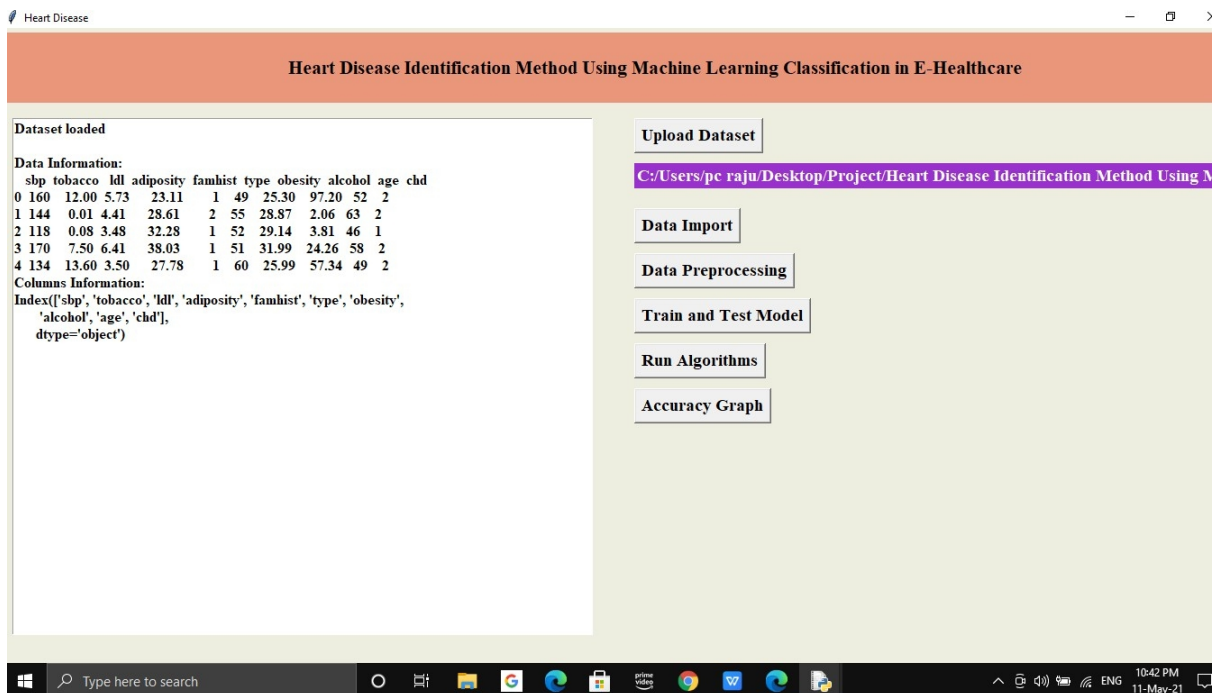 Heart Disease
Heart Disease Identification Method Using Machine Learning Classification in E-Healthcare
Dataset loaded
Data Information:
sbp tobacco ldl adiposity famhist type obesity alcohol age chd
0 160 12.00 5.73 23.11 1 49 25.30 97.20 52 2
1 144 0.01 4.41 28.61 2 55 28.87 2.06 63 2
2 118 0.08 3.48 32.28 1 52 29.14 3.81 46 1
3 170 7.50 6.41 38.03 1 51 31.99 24.26 58 2
4 134 13.60 3.50 27.78 1 60 25.99 57.34 49 2
Columns Information:
Index(['sbp', 'tobacco', 'ldl', 'adiposity', 'famhist', 'type', 'obesity',
'alcohol', 'age', 'chd'],
dtype='object')
Upload Dataset
C:/Users/pc raju/Desktop/Project/Heart Disease Identification Method Using M
Data Import
Data Preprocessing
Train and Test Model
Run Algorithms
Accuracy Graph
Type here to search
G
prime
video
W
ENG
10:42 PM
11-May-21